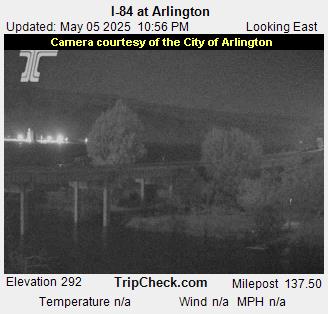 I-84 at Arlington
Updated: May 05 2025 10:56 PM Looking East
Camera courtesy of the City of Arlington
Elevation 292 TripCheck.com Milepost 137.50
Temperature n/a Wind n/a MPH n/a